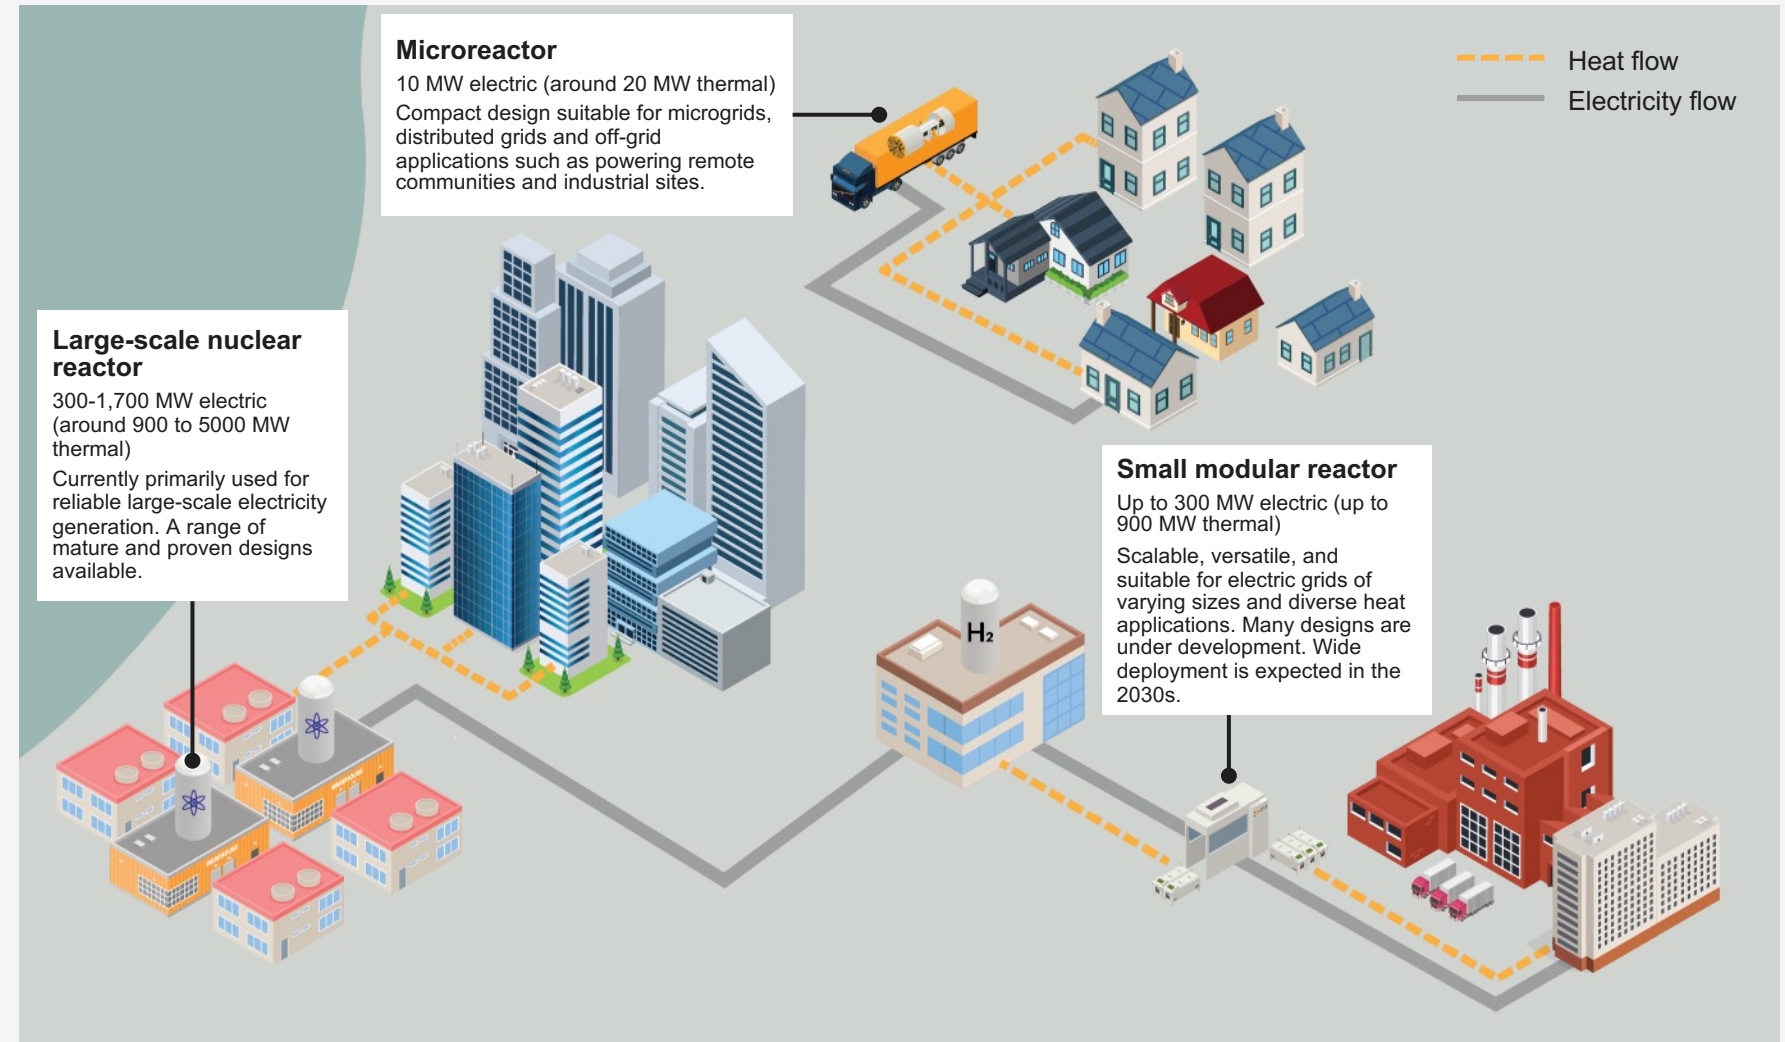 Microreactor
10 MW electric (around 20 MW thermal)
Compact design suitable for microgrids,
distributed grids and off-grid
applications such as powering remote
communities and industrial sites.
Heat flow
Electricity flow
Large-scale nuclear
reactor
300-1,700 MW electric
(around 900 to 5000 MW
thermal)
Currently primarily used for
reliable large-scale electricity
generation. A range of
mature and proven designs
available.
Small modular reactor
Up to 300 MW electric (up to
900 MW thermal)
Scalable, versatile, and
suitable for electric grids of
varying sizes and diverse heat
applications. Many designs are
under development. Wide
deployment is expected in the
2030s.
H₂
WAREHOUSE
WAREHOUSE